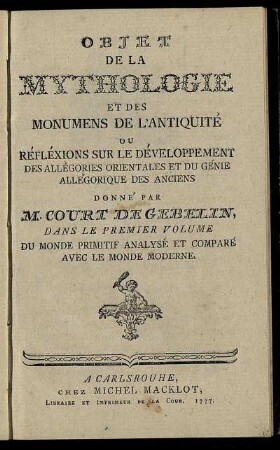 OBJET
DE LA
MYTHOLOGIE
ET DES
MONUMENS DE L'ANTIQUITÉ
OU
RÉFLÉXIONS SUR LE DÉVELOPPEMENT
DES ALLÉGORIES ORIENTALES ET DU GÉNIE
ALLÉGORIQUE DES ANCIENS
DONNÉ PAR
M. COURT DE GEBELIN,
DANS LE PREMIER VOLUME
DU MONDE PRIMITIF ANALYSÉ ET COMPARÉ
AVEC LE MONDE MODERNE.
A CARLSROUHE,
CHEZ MICHEL MACKLOT,
LIBRAIRE ET IMPRIMEUR DE LA COUR. 1777.